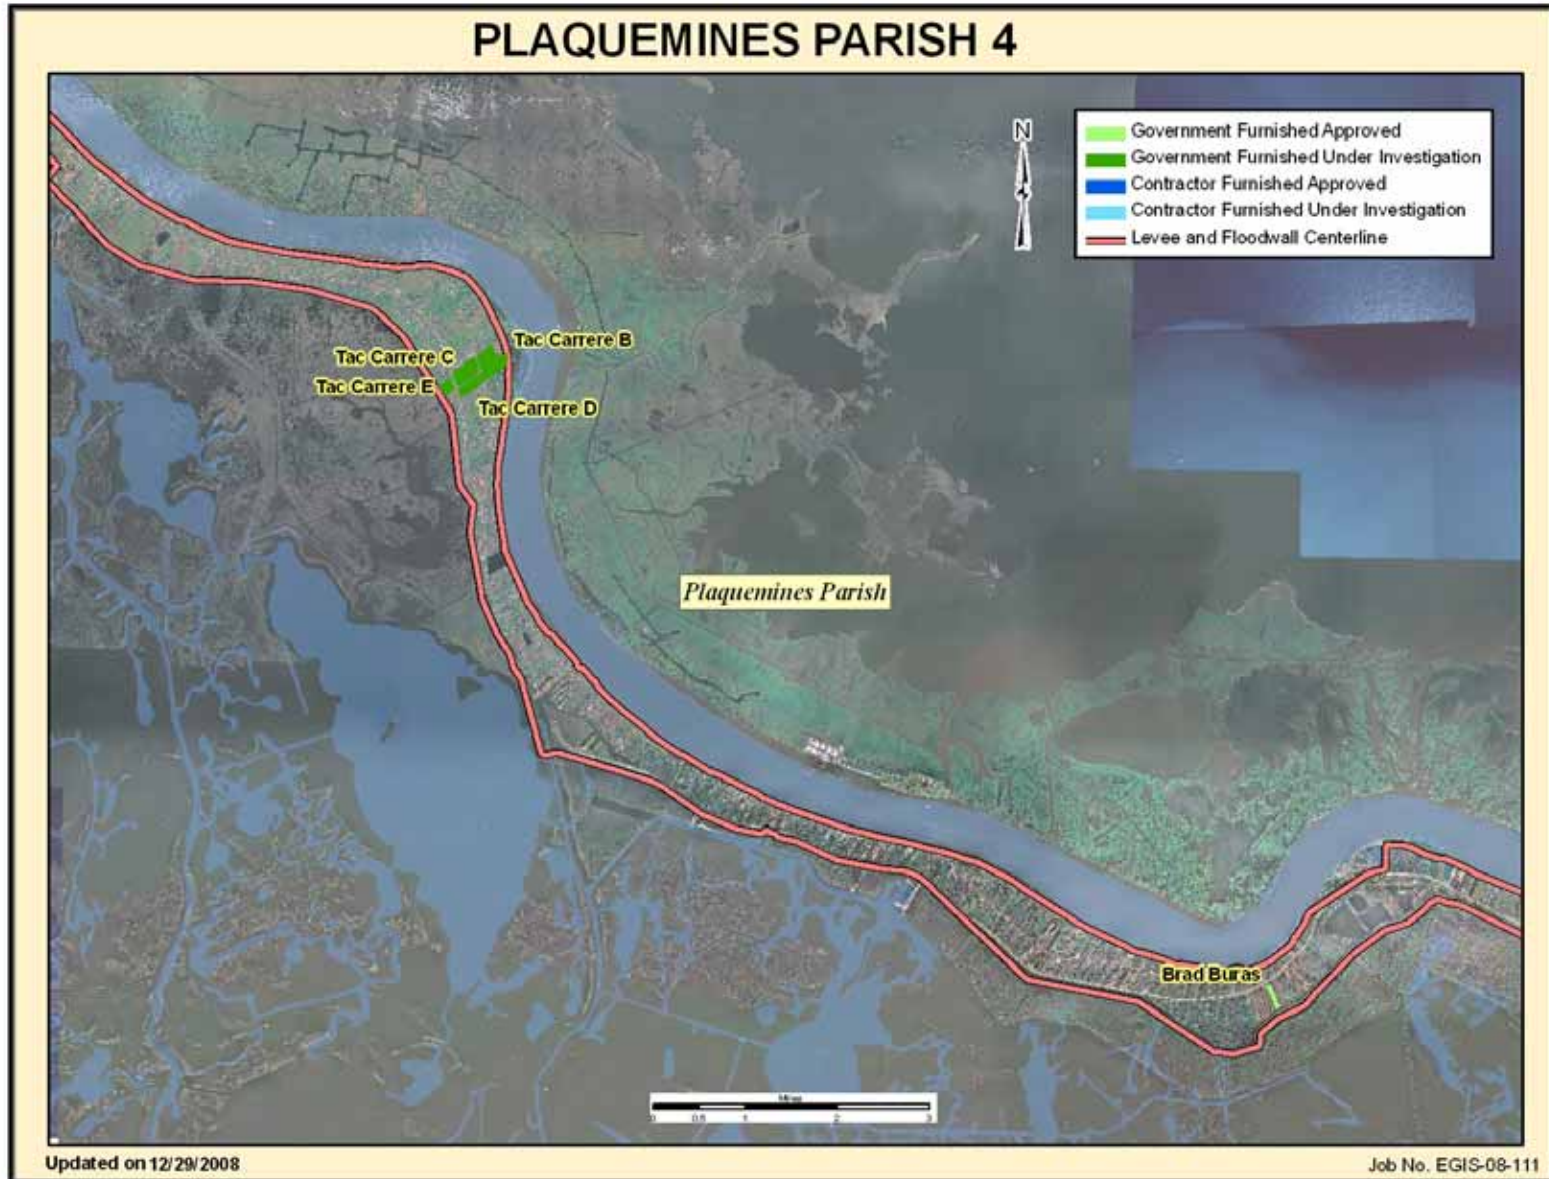 PLAQUEMINES PARISH 4
N
Government Furnished Approved
Government Furnished Under Investigation
Contractor Furnished Approved
Contractor Furnished Under Investigation
Levee and Floodwall Centerline
Tac Carrere B
Tac Carrere C
Tac Carrere E
Tac Carrere D
Plaquemines Parish
Brad Buras
Miles
0 0.5 1 2 3
Updated on 12/29/2008
Job No. EGIS-08-111